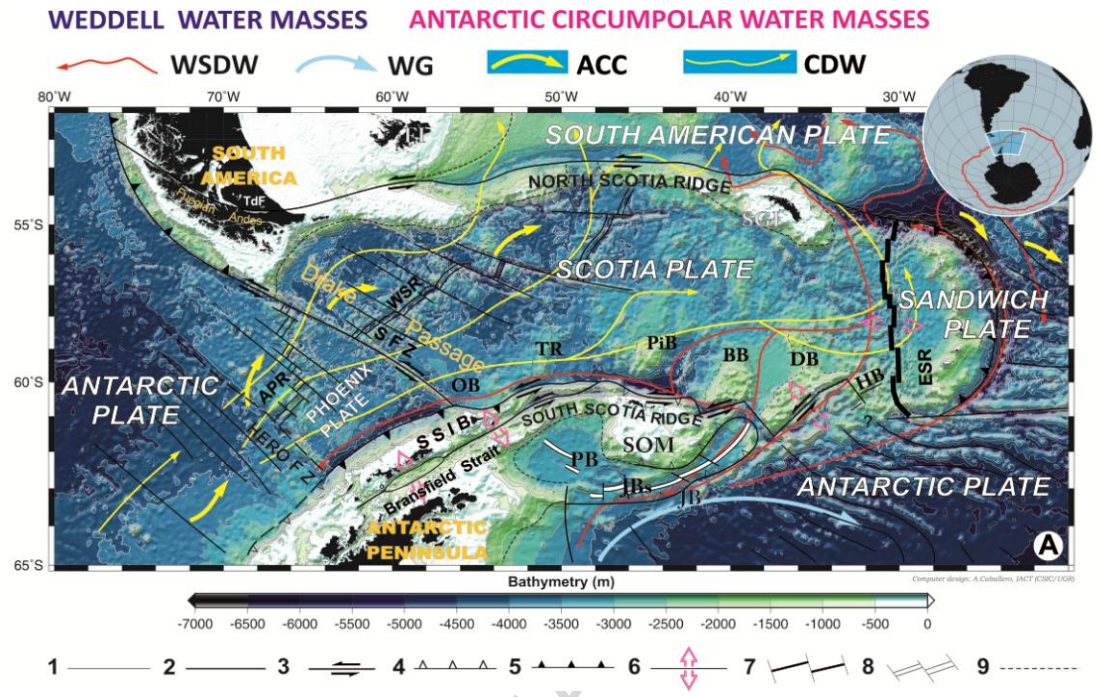 WEDDELL WATER MASSES ANTARCTIC CIRCUMPOLAR WATER MASSES
WSDW WG ACC CDW
80°W 70°W 60°W 50°W 40°W 30°W
SOUTH AMERICAN PLATE
SOUTH AMERICA
FI
NORTH SCOTIA RIDGE
TdF
Fuegian Andes
55°S
SGI
Drake Passage
SCOTIA PLATE
WSR
SANDWICH PLATE
SFZ
TR
PiB
BB
DB
60°S
OB
HB
ESR
APR
ANTARCTIC PLATE
PHOENIX PLATE
HERO FZ
SSIB
SOUTH SCOTIA RIDGE
SOM
?
PB
Bransfield Strait
JBs
JB
ANTARCTIC PLATE
ANTARCTIC PENINSULA
65°S
A
Bathymetry (m)
Computer design: A.Caballero, IACT (CSIC/UGR)
-7000 -6500 -5500 -5000 -4500 -4000 -3500 -3000 -2500 -2000 -1500 -1000 -500 0
1 2 3 4 5 6 7 8 9